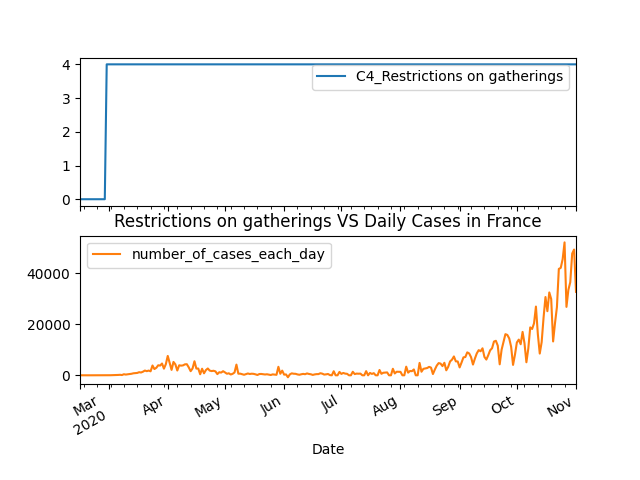 4
3
2
1
0
C4_Restrictions on gatherings
Restrictions on gatherings VS Daily Cases in France
number_of_cases_each_day
40000
20000
0
Mar
2020
Apr
May
Jun
Jul
Aug
Sep
Oct
Nov
Date